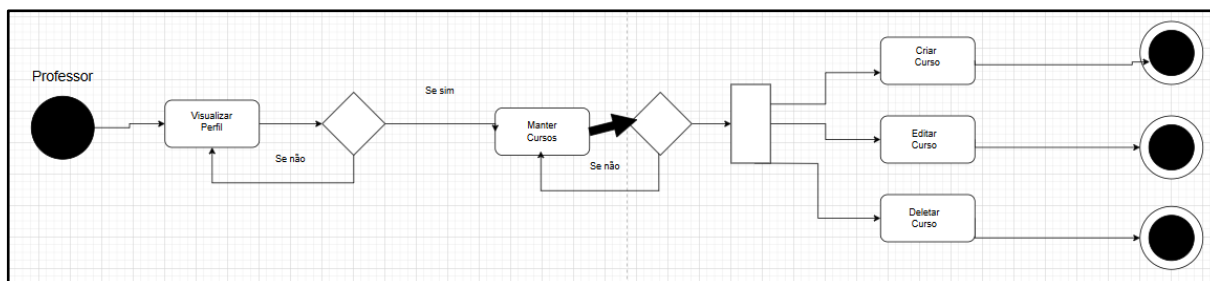 Professor
Visualizar
Perfil
Se sim
Se não
Manter
Cursos
Se não
Criar
Curso
Editar
Curso
Deletar
Curso